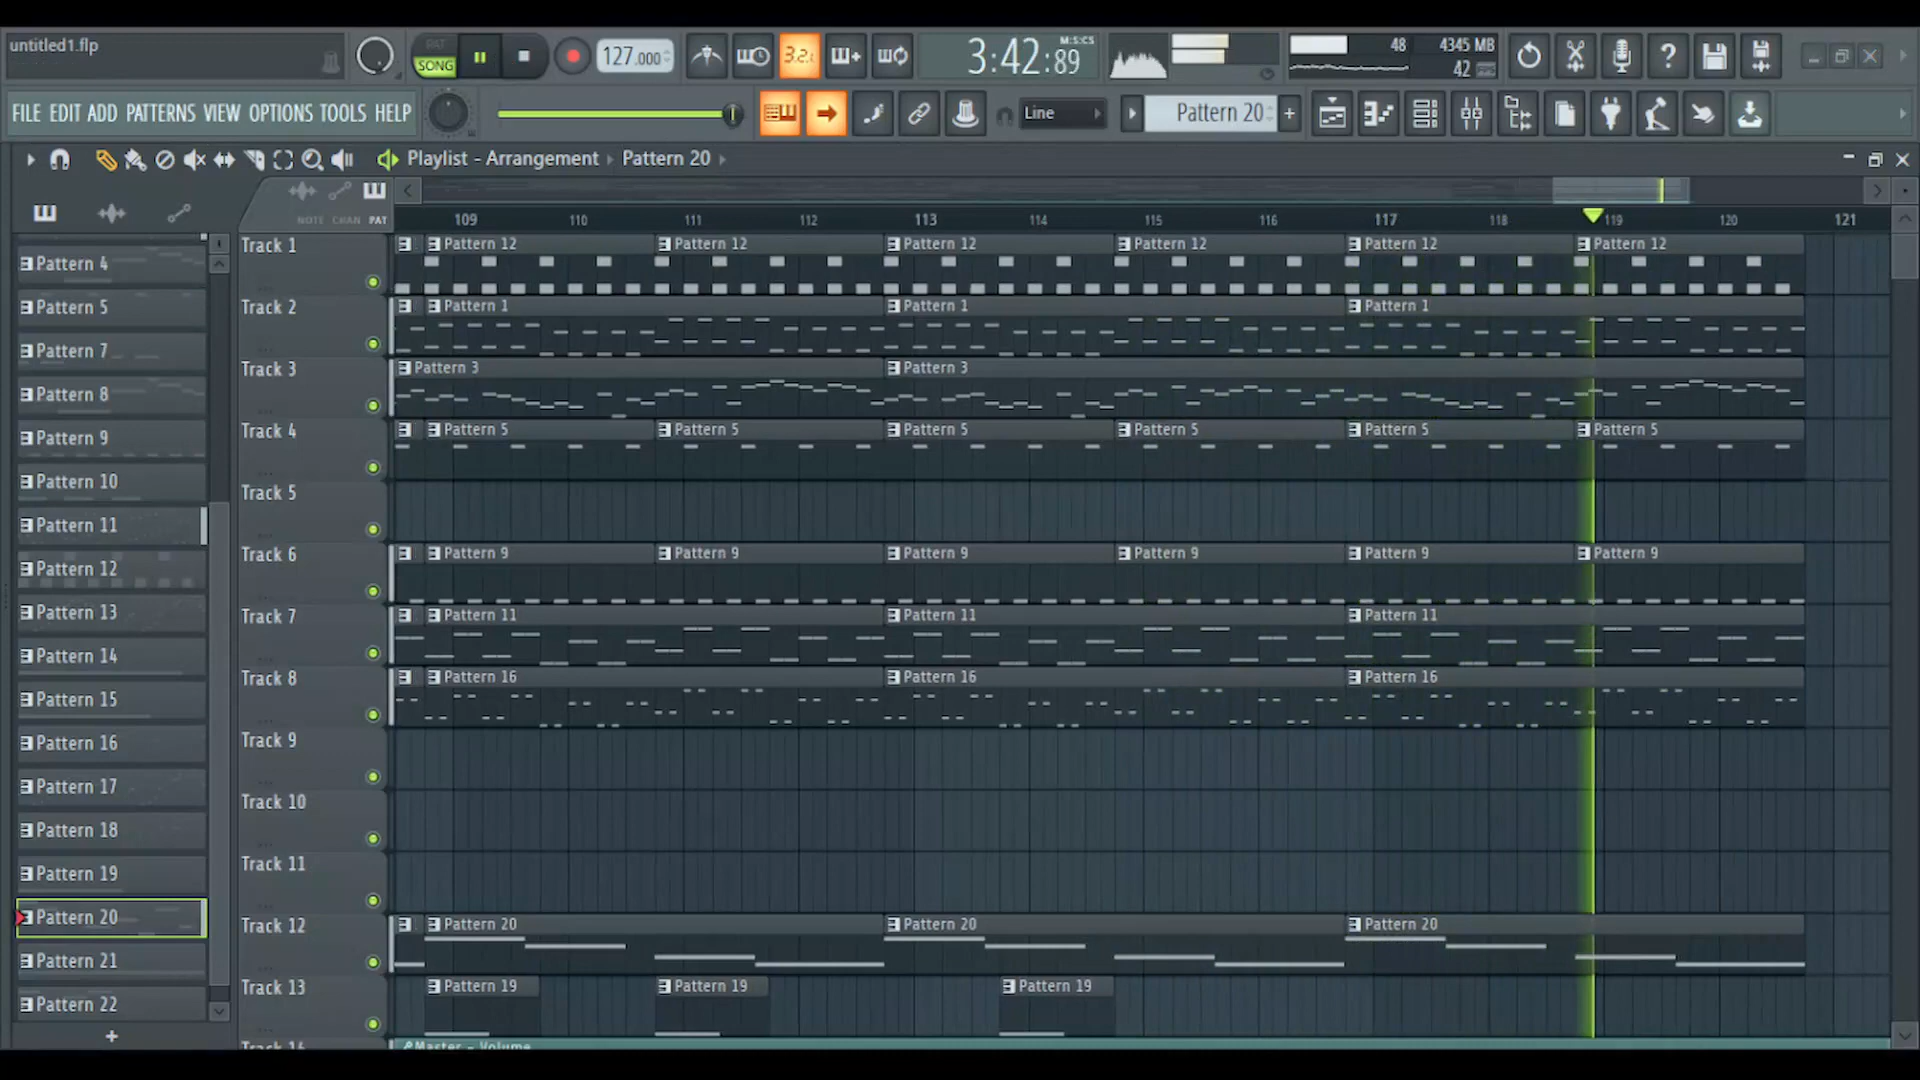 untitled1.flp
PAT
SONG
127.000
3.2.1
3:42:89
M:S:CS
48
4345 MB
42
FILE EDIT ADD PATTERNS VIEW OPTIONS TOOLS HELP
Line
Pattern 20
Playlist - Arrangement
Pattern 20
NOTE CHAN PAT
109 110 111 112 113 114 115 116 117 118 119 120 121
Pattern 4
Pattern 5
Pattern 7
Pattern 8
Pattern 9
Pattern 10
Pattern 11
Pattern 12
Pattern 13
Pattern 14
Pattern 15
Pattern 16
Pattern 17
Pattern 18
Pattern 19
Pattern 20
Pattern 21
Pattern 22
Track 1
Pattern 12 Pattern 12 Pattern 12 Pattern 12 Pattern 12 Pattern 12
Track 2
Pattern 1 Pattern 1 Pattern 1
Track 3
Pattern 3 Pattern 3
Track 4
Pattern 5 Pattern 5 Pattern 5 Pattern 5 Pattern 5 Pattern 5
Track 5
Track 6
Pattern 9 Pattern 9 Pattern 9 Pattern 9 Pattern 9 Pattern 9
Track 7
Pattern 11 Pattern 11 Pattern 11
Track 8
Pattern 16 Pattern 16 Pattern 16
Track 9
Track 10
Track 11
Track 12
Pattern 20 Pattern 20 Pattern 20
Track 13
Pattern 19 Pattern 19 Pattern 19
Master - Volume